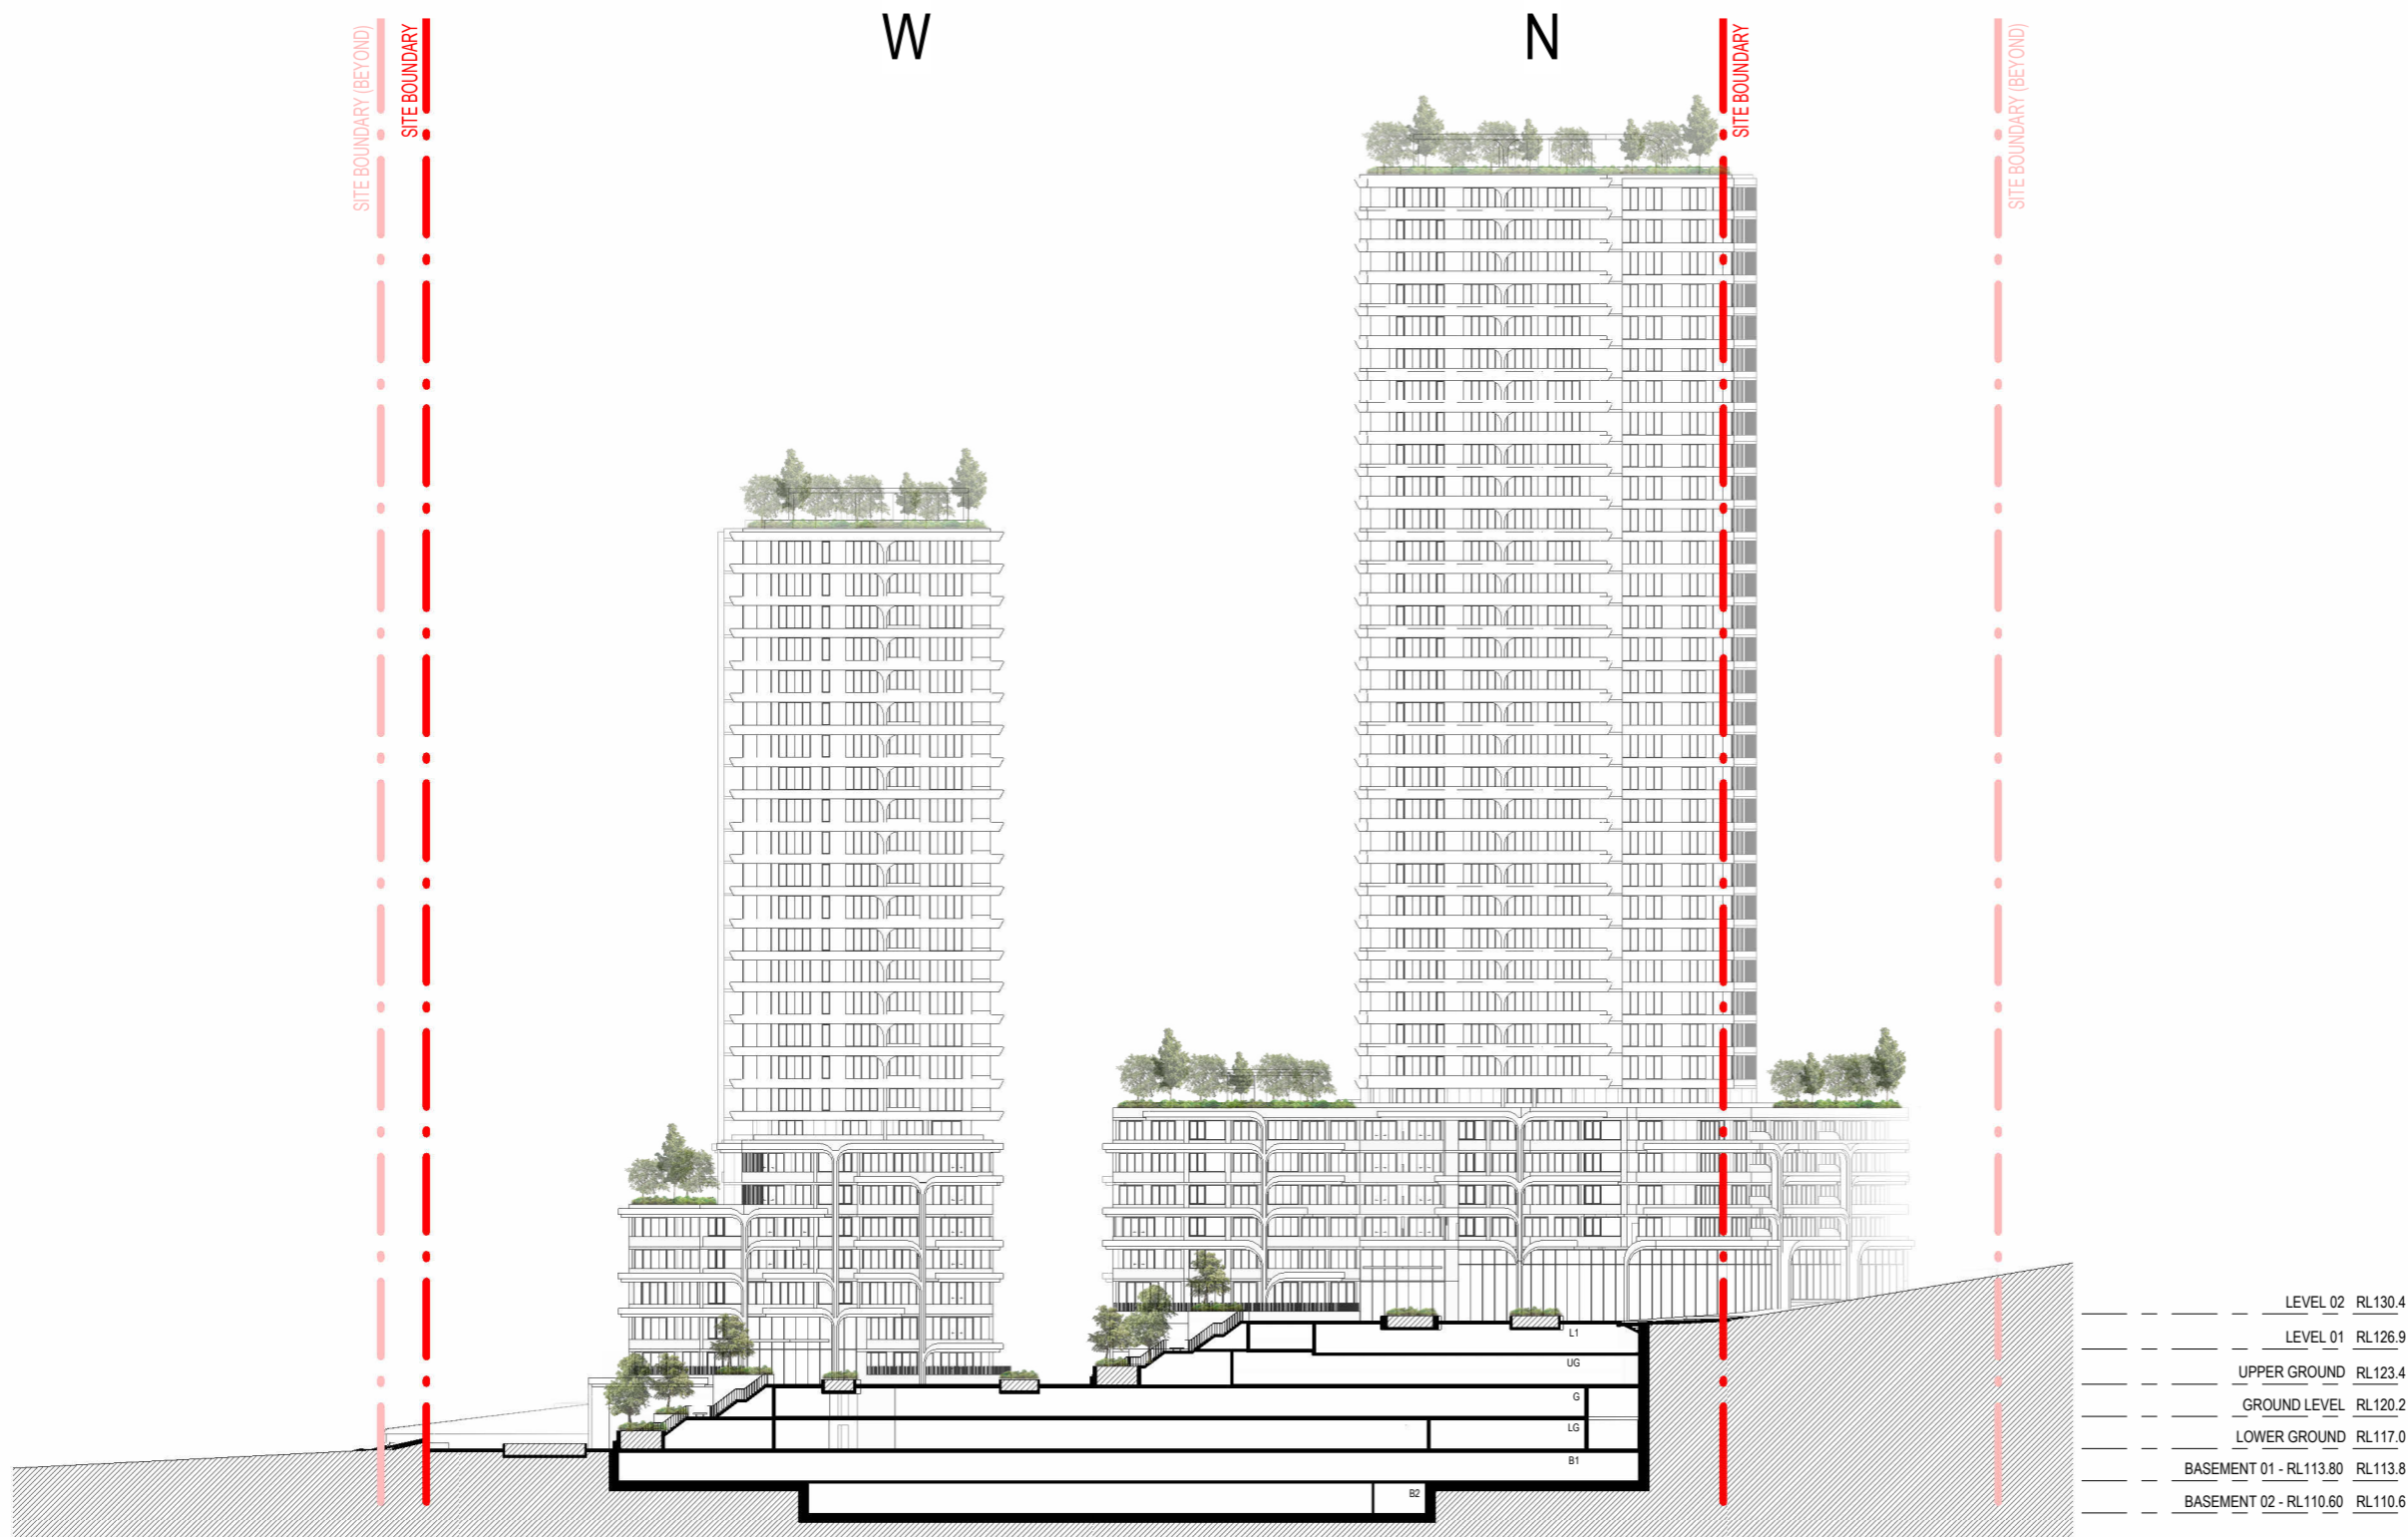 W
N
SITE BOUNDARY (BEYOND)
SITE BOUNDARY
SITE BOUNDARY
SITE BOUNDARY (BEYOND)
LEVEL 02 RL130.4
L1
LEVEL 01 RL126.9
UG
UPPER GROUND RL123.4
G
GROUND LEVEL RL120.2
LG
LOWER GROUND RL117.0
B1
BASEMENT 01 - RL113.80 RL113.8
B2
BASEMENT 02 - RL110.60 RL110.6